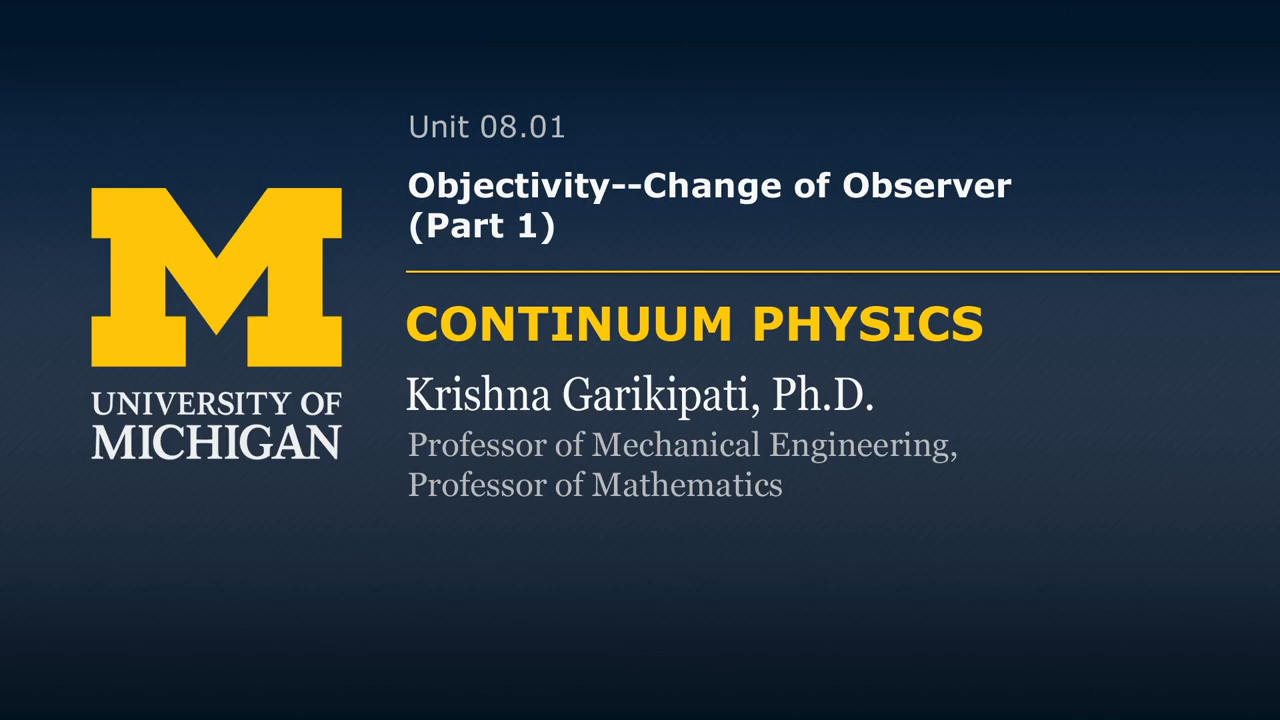 Unit 08.01
Objectivity--Change of Observer
(Part 1)
CONTINUUM PHYSICS
Krishna Garikipati, Ph.D.
Professor of Mechanical Engineering,
Professor of Mathematics
M
UNIVERSITY OF
MICHIGAN